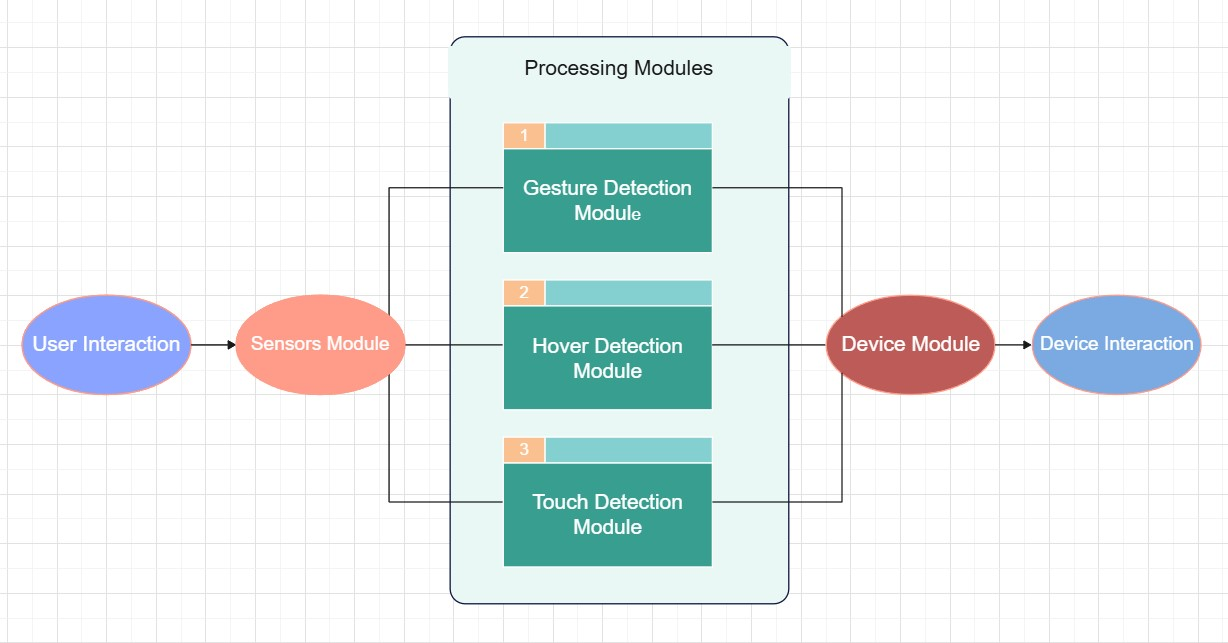 Processing Modules
1
Gesture Detection
Module
2
User Interaction
Sensors Module
Hover Detection
Module
Device Module
Device Interaction
3
Touch Detection
Module